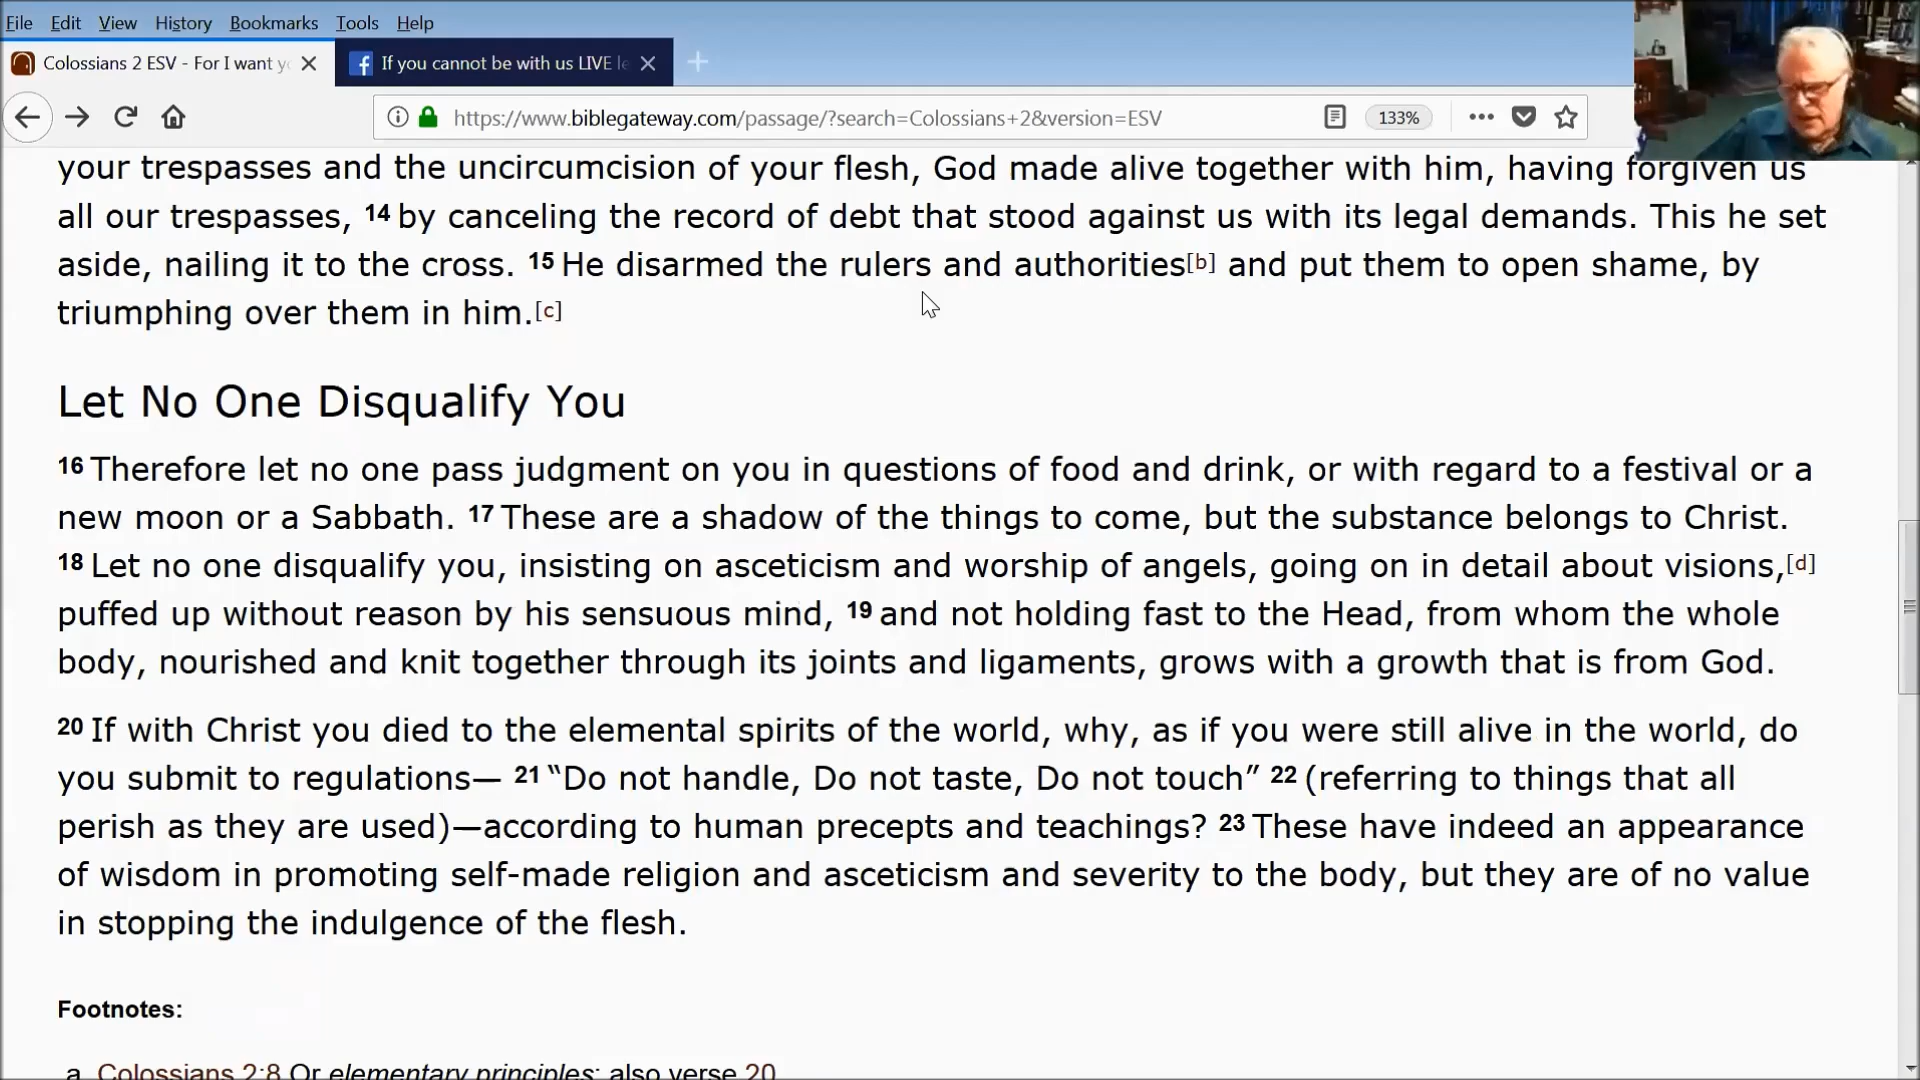 File Edit View History Bookmarks Tools Help
Colossians 2 ESV - For I want yo
If you cannot be with us LIVE le
https://www.biblegateway.com/passage/?search=Colossians+2&version=ESV
133%
your trespasses and the uncircumcision of your flesh, God made alive together with him, having forgiven us
all our trespasses, 14 by canceling the record of debt that stood against us with its legal demands. This he set
aside, nailing it to the cross. 15 He disarmed the rulers and authorities[b] and put them to open shame, by
triumphing over them in him.[c]
Let No One Disqualify You
16 Therefore let no one pass judgment on you in questions of food and drink, or with regard to a festival or a
new moon or a Sabbath. 17 These are a shadow of the things to come, but the substance belongs to Christ.
18 Let no one disqualify you, insisting on asceticism and worship of angels, going on in detail about visions,[d]
puffed up without reason by his sensuous mind, 19 and not holding fast to the Head, from whom the whole
body, nourished and knit together through its joints and ligaments, grows with a growth that is from God.
20 If with Christ you died to the elemental spirits of the world, why, as if you were still alive in the world, do
you submit to regulations— 21 “Do not handle, Do not taste, Do not touch” 22 (referring to things that all
perish as they are used)—according to human precepts and teachings? 23 These have indeed an appearance
of wisdom in promoting self-made religion and asceticism and severity to the body, but they are of no value
in stopping the indulgence of the flesh.
Footnotes:
a. Colossians 2:8 Or elementary principles; also verse 20